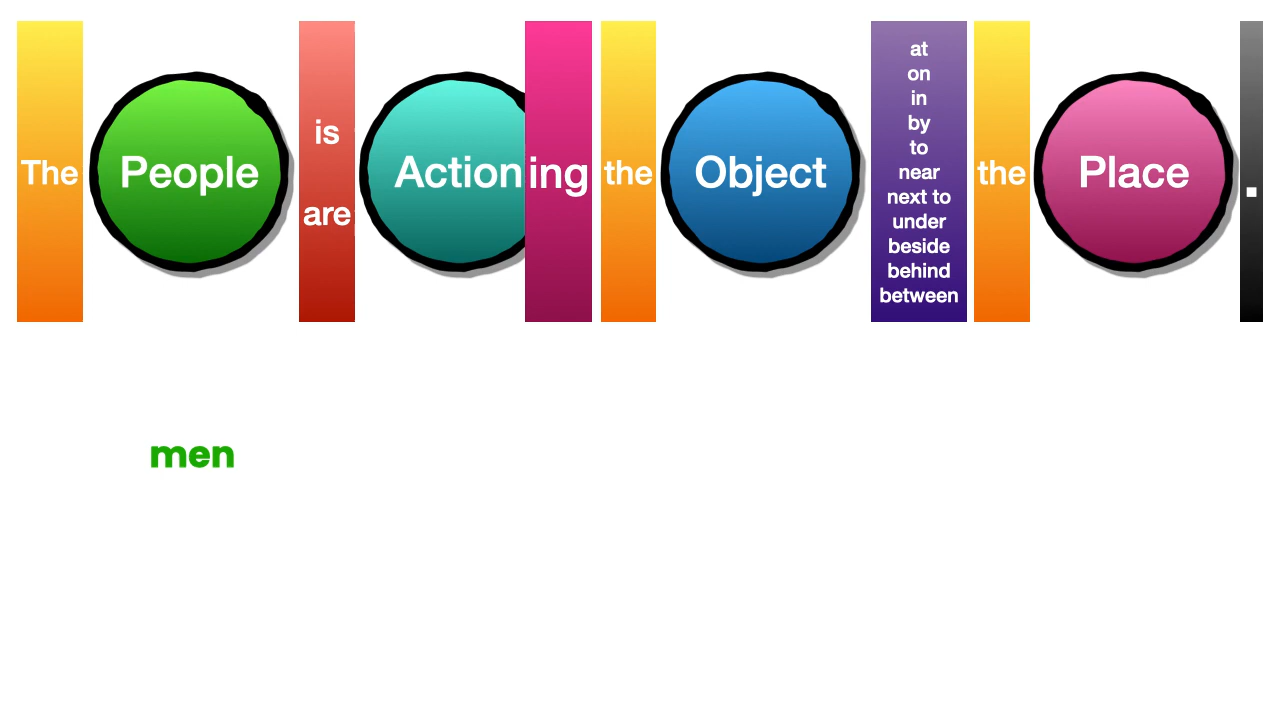 The People is are Action ing the Object at on in by to near next to under beside behind between the Place .
men